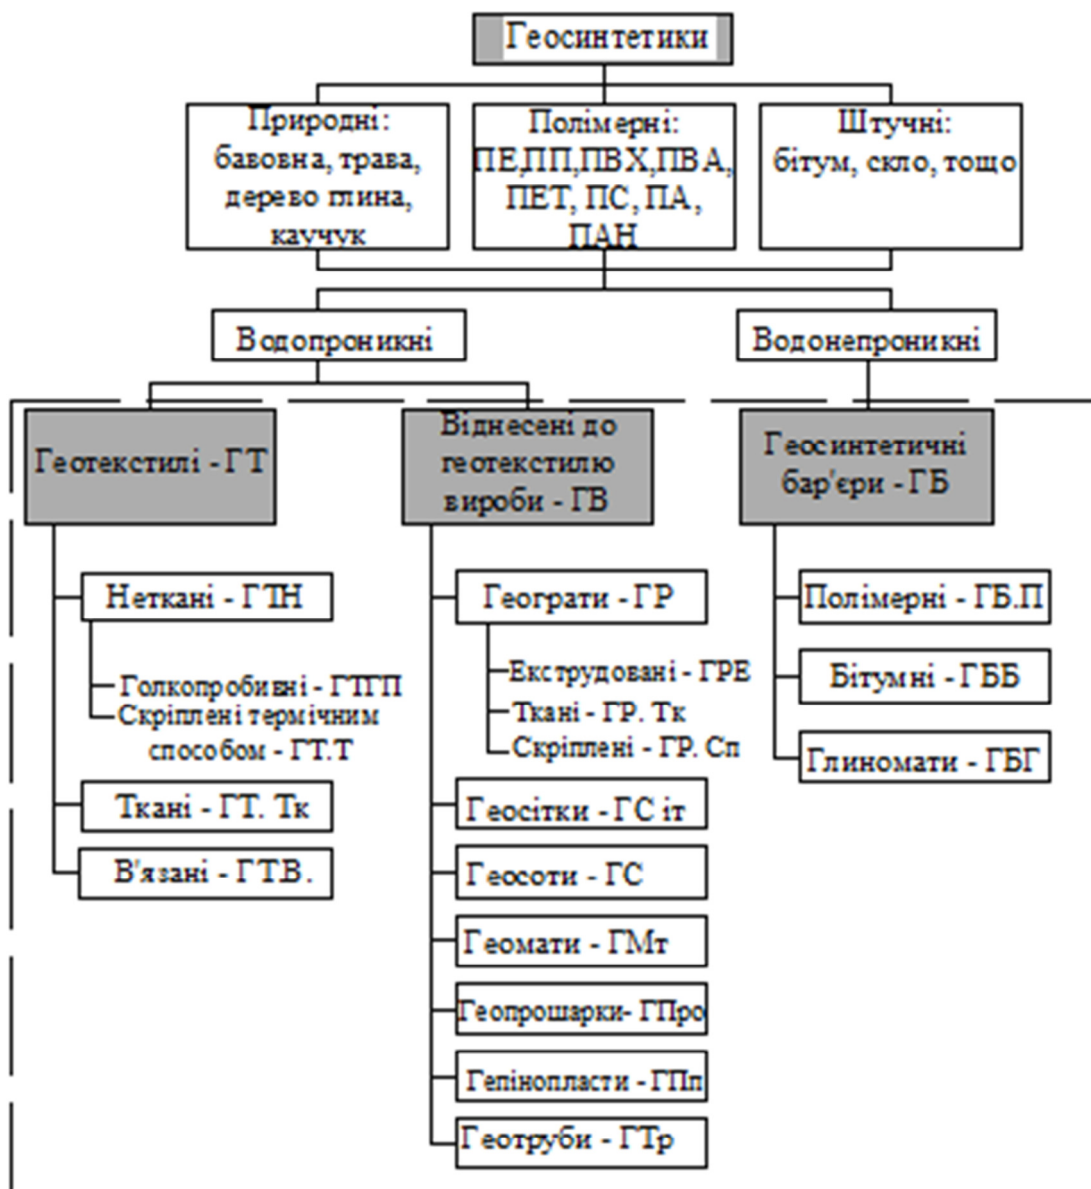 Геосинтетики
Природні:
бавовна, трава,
дерево глина,
каучук
Полімерні:
ПЕ,ПП,ПВХ,ПВА,
ПЕТ, ПС, ПА,
ПАН
Штучні:
бітум, скло, тощо
Водопроникні
Водонепроникні
Геотекстилі - ГТ
Неткані - ГТН
Голкопробивні - ГТГП
Скріплені термічним
способом - ГТ.Т
Ткані - ГТ. Тк
В'язані - ГТ.В.
Віднесені до
геотекстилю
вироби - ГВ
Геограти - ГР
Екструдовані - ГРЕ
Ткані - ГР. Тк
Скріплені - ГР. Сп
Геосітки - ГС іт
Геосоти - ГС
Геомати - ГМт
Геопрошарки- ГПро
Гепінопласти - ГПп
Геотруби - ГТр
Геосинтетичні
бар'єри - ГБ
Полімерні - ГБ.П
Бітумні - ГББ
Глиномати - ГБГ